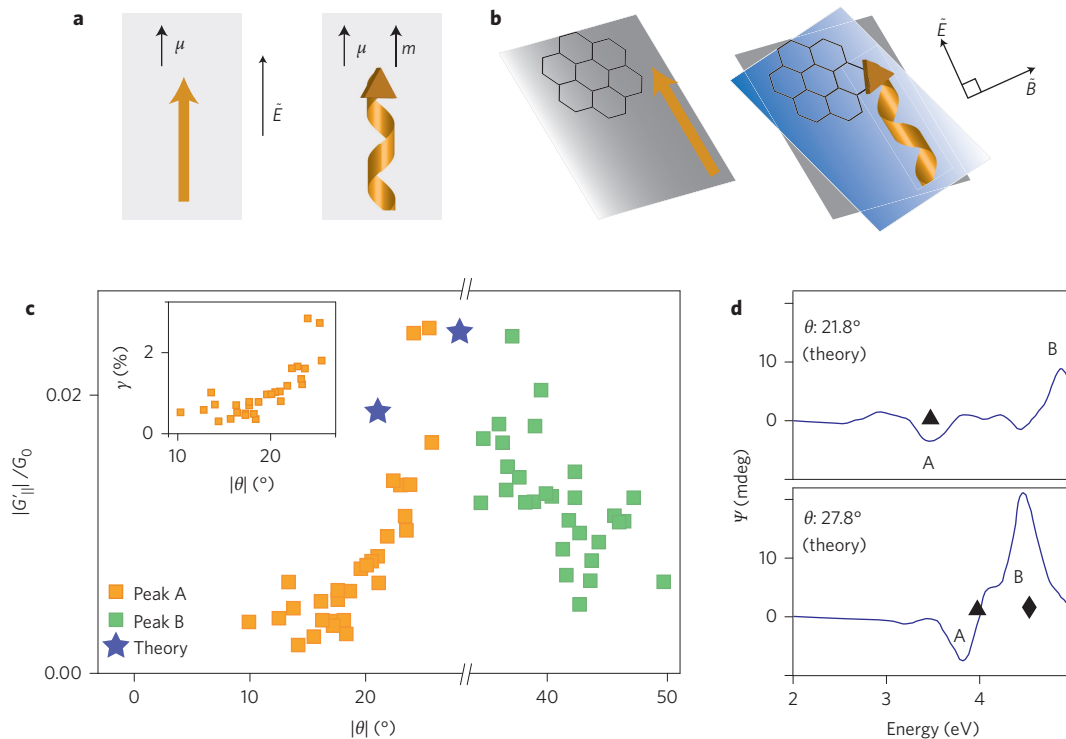 a
μ
Ẽ
μ
m
b
Ẽ
B̃
c
|G′||| /G0
0.02
0.00
γ (%)
2
0
10
20
|θ| (°)
Peak A
Peak B
Theory
0
10
20
40
50
|θ| (°)
d
θ: 21.8°
(theory)
B
10
0
A
Ψ (mdeg)
θ: 27.8°
(theory)
10
B
0
A
2
3
4
Energy (eV)